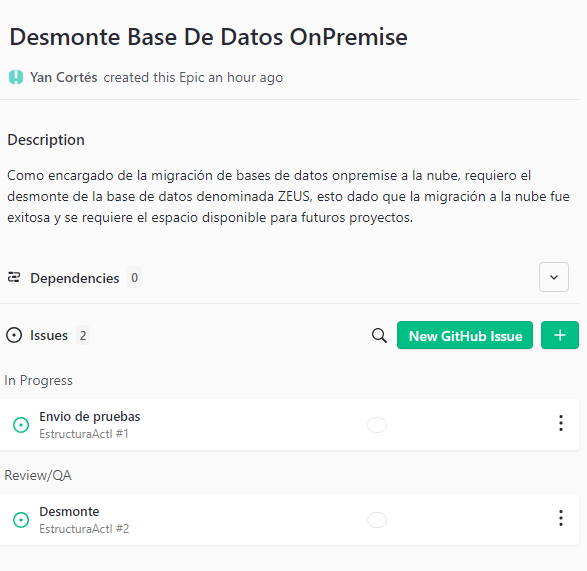 Desmonte Base De Datos OnPremise
Yan Cortés created this Epic an hour ago
Description
Como encargado de la migración de bases de datos onpremise a la nube, requiero el
desmonte de la base de datos denominada ZEUS, esto dado que la migración a la nube fue
exitosa y se requiere el espacio disponible para futuros proyectos.
Dependencies 0
Issues 2 New GitHub Issue +
In Progress
Envio de pruebas
EstructuraActI #1
Review/QA
Desmonte
EstructuraActI #2